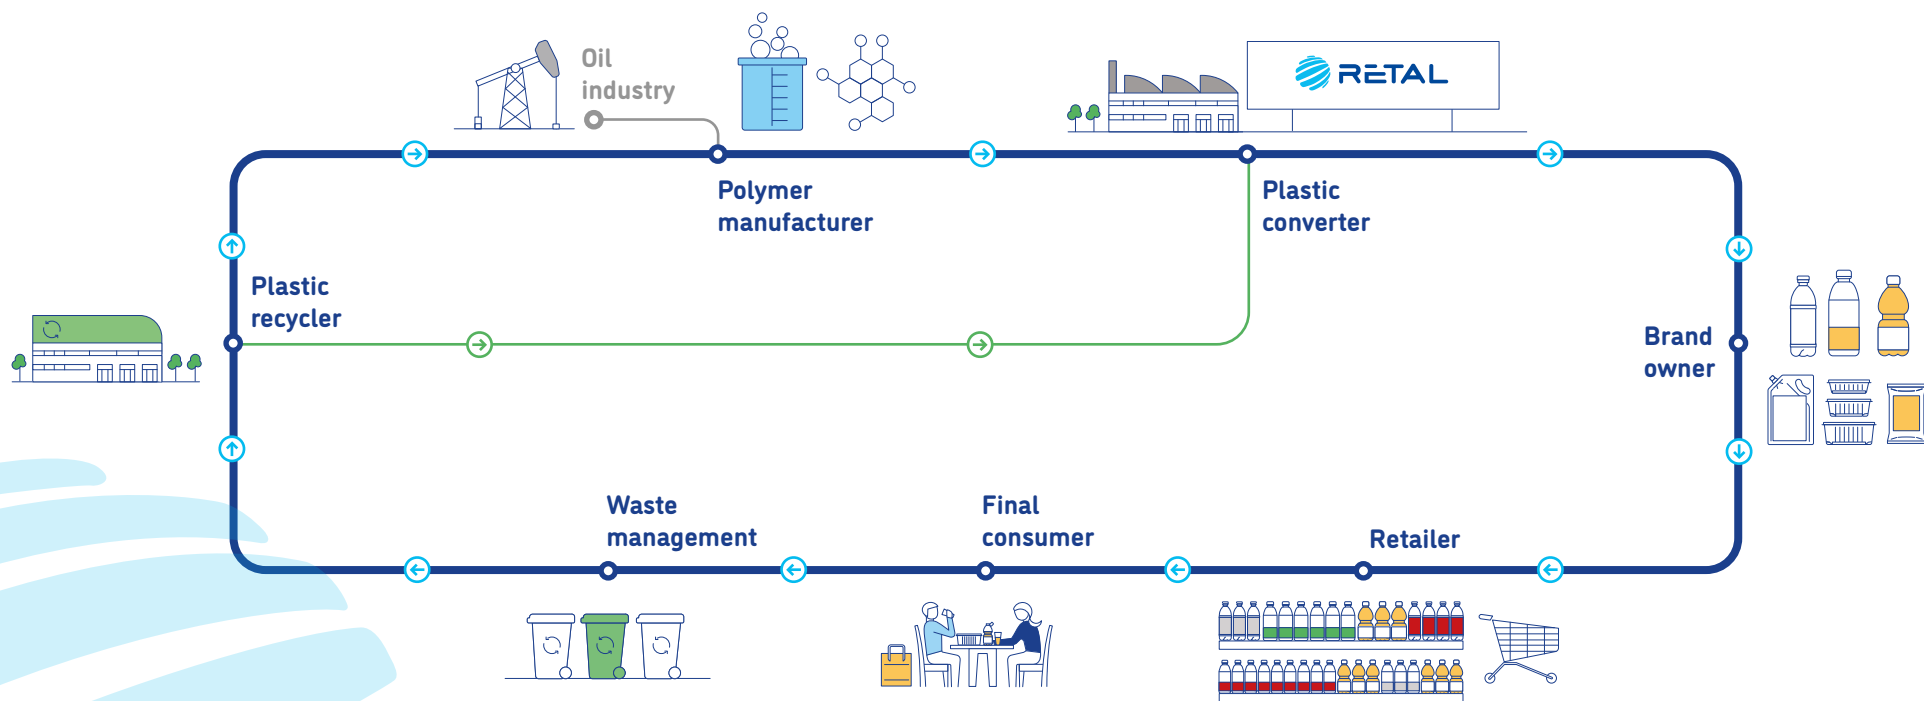 Oil
industry
RETAL
Polymer
manufacturer
Plastic
converter
Plastic
recycler
Brand
owner
Waste
management
Final
consumer
Retailer